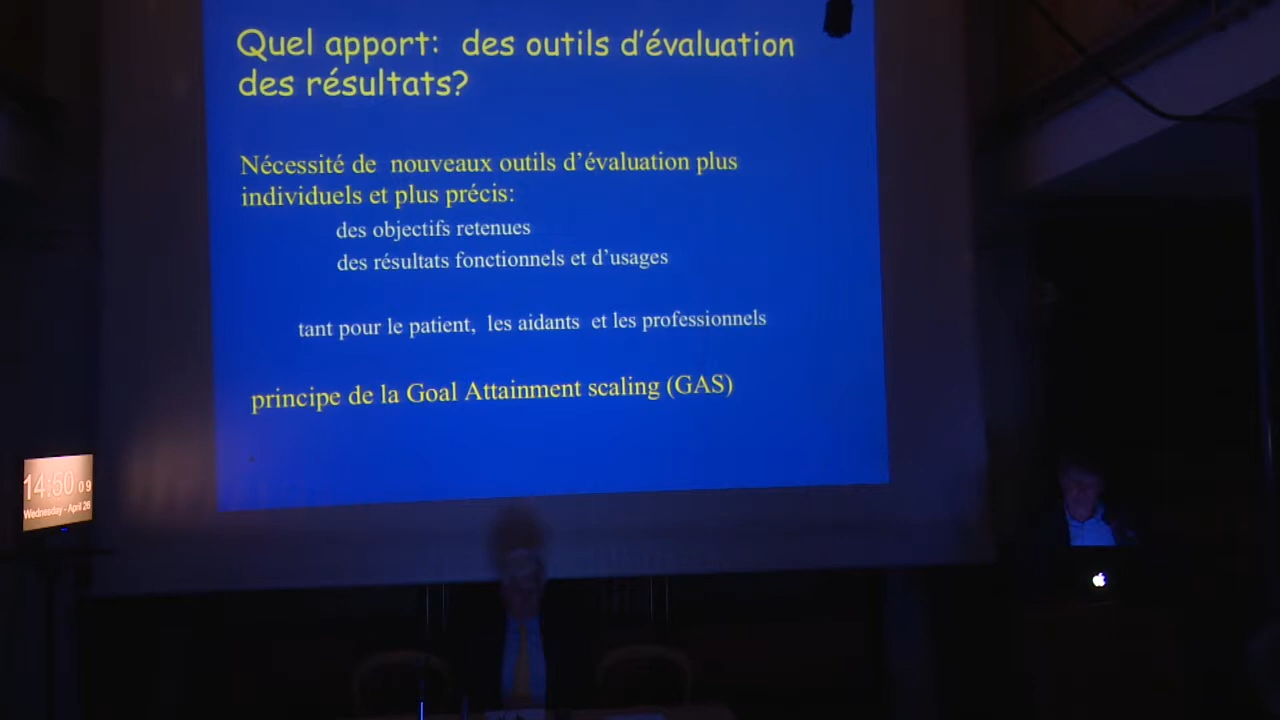 Quel apport: des outils d'évaluation
des résultats?
Nécessité de nouveaux outils d'évaluation plus
individuels et plus précis:
des objectifs retenues
des résultats fonctionnels et d'usages
tant pour le patient, les aidants et les professionnels
principe de la Goal Attainment scaling (GAS)
14:50 09
Wednesday - April 26